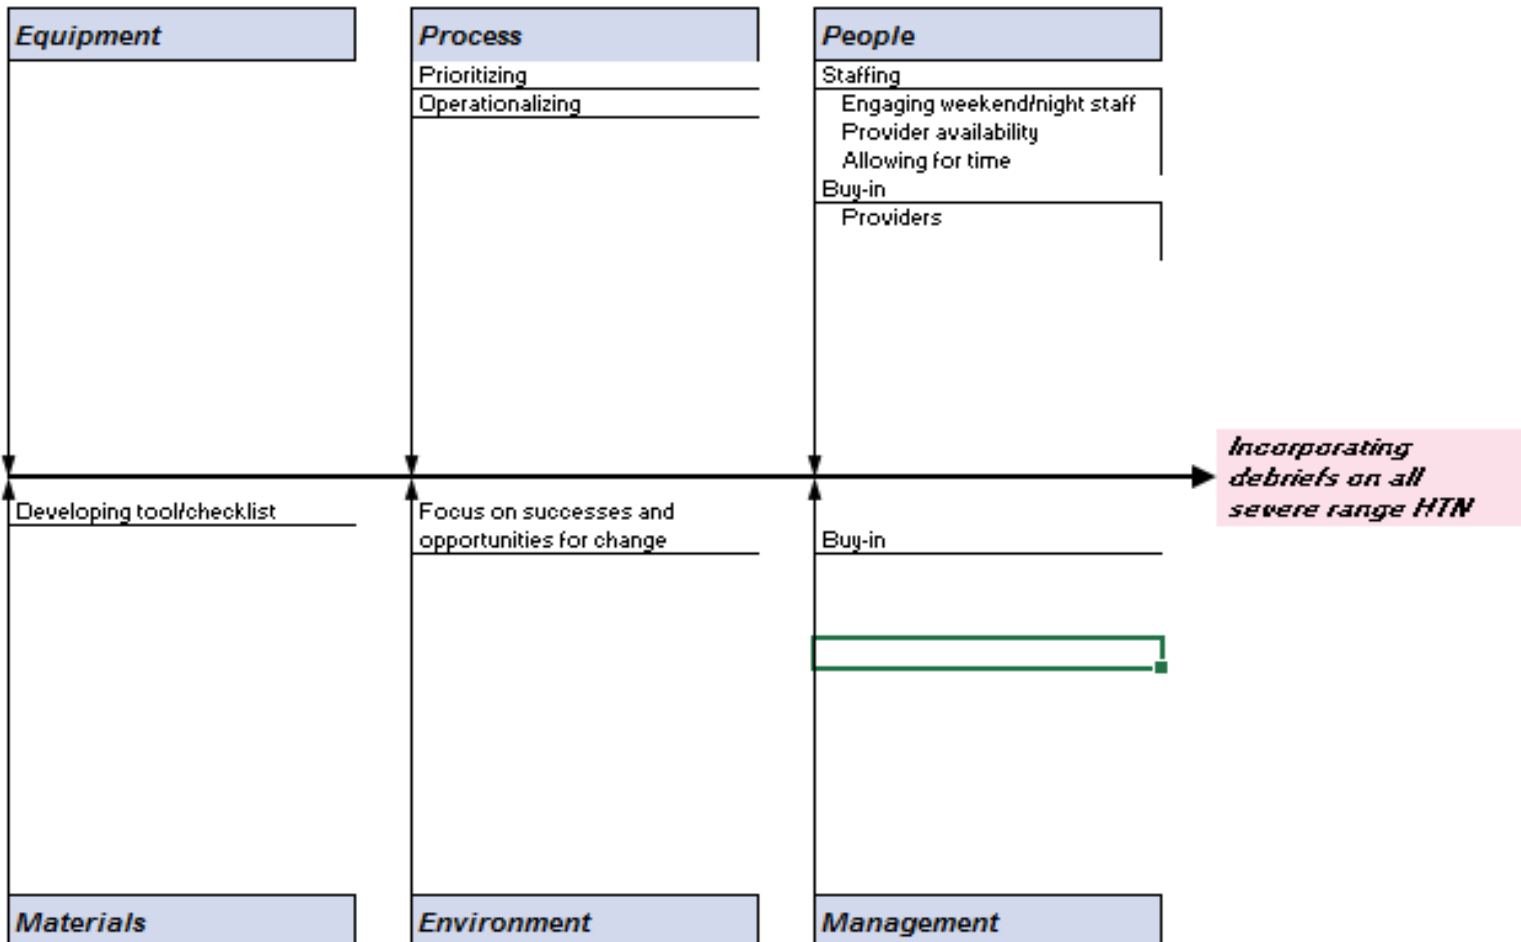 Equipment
Process
Prioritizing
Operationalizing
People
Staffing
Engaging weekend/night staff
Provider availability
Allowing for time
Buy-in
Providers
Incorporating
debriefs on all
severe range HTN
Developing tool/checklist
Focus on successes and
opportunities for change
Buy-in
Materials
Environment
Management